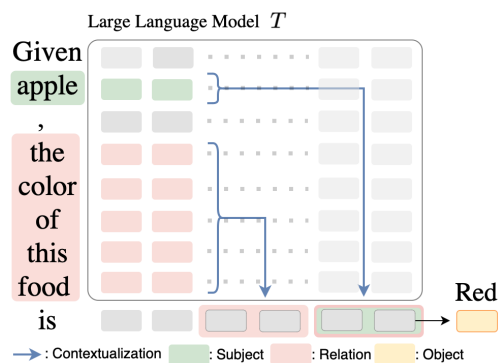 Large Language Model T
Given
apple
,
the
color
of
this
food
is
Red
: Contextualization : Subject : Relation : Object